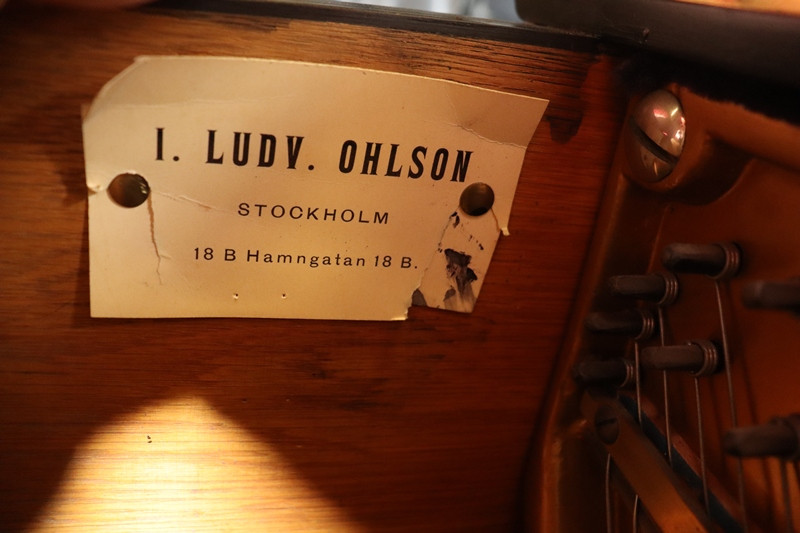 I. LUDV. OHLSON
STOCKHOLM
18 B Hamngatan 18 B.